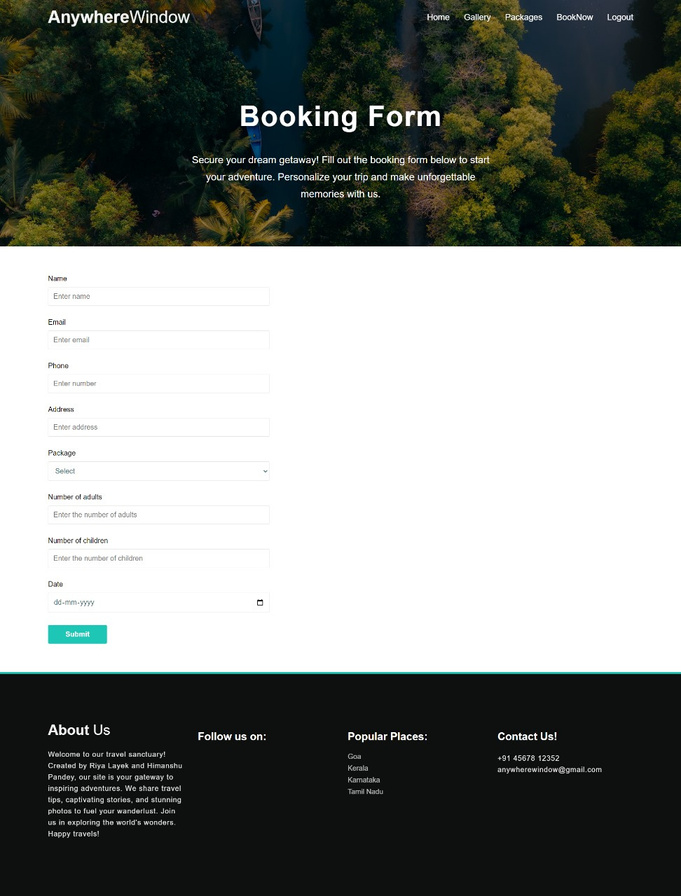 AnywhereWindow
Home Gallery Packages BookNow Logout
Booking Form
Secure your dream getaway! Fill out the booking form below to start
your adventure. Personalize your trip and make unforgettable
memories with us.
Name
Enter name
Email
Enter email
Phone
Enter number
Address
Enter address
Package
Select
Number of adults
Enter the number of adults
Number of children
Enter the number of children
Date
dd-mm-yyyy
Submit
About Us
Welcome to our travel sanctuary!
Created by Riya Layek and Himanshu
Pandey, our site is your gateway to
inspiring adventures. We share travel
tips, captivating stories, and stunning
photos to fuel your wanderlust. Join
us in exploring the world's wonders.
Happy travels!
Follow us on:
Popular Places:
Goa
Kerala
Karnataka
Tamil Nadu
Contact Us!
+91 45678 12352
anywherewindow@gmail.com